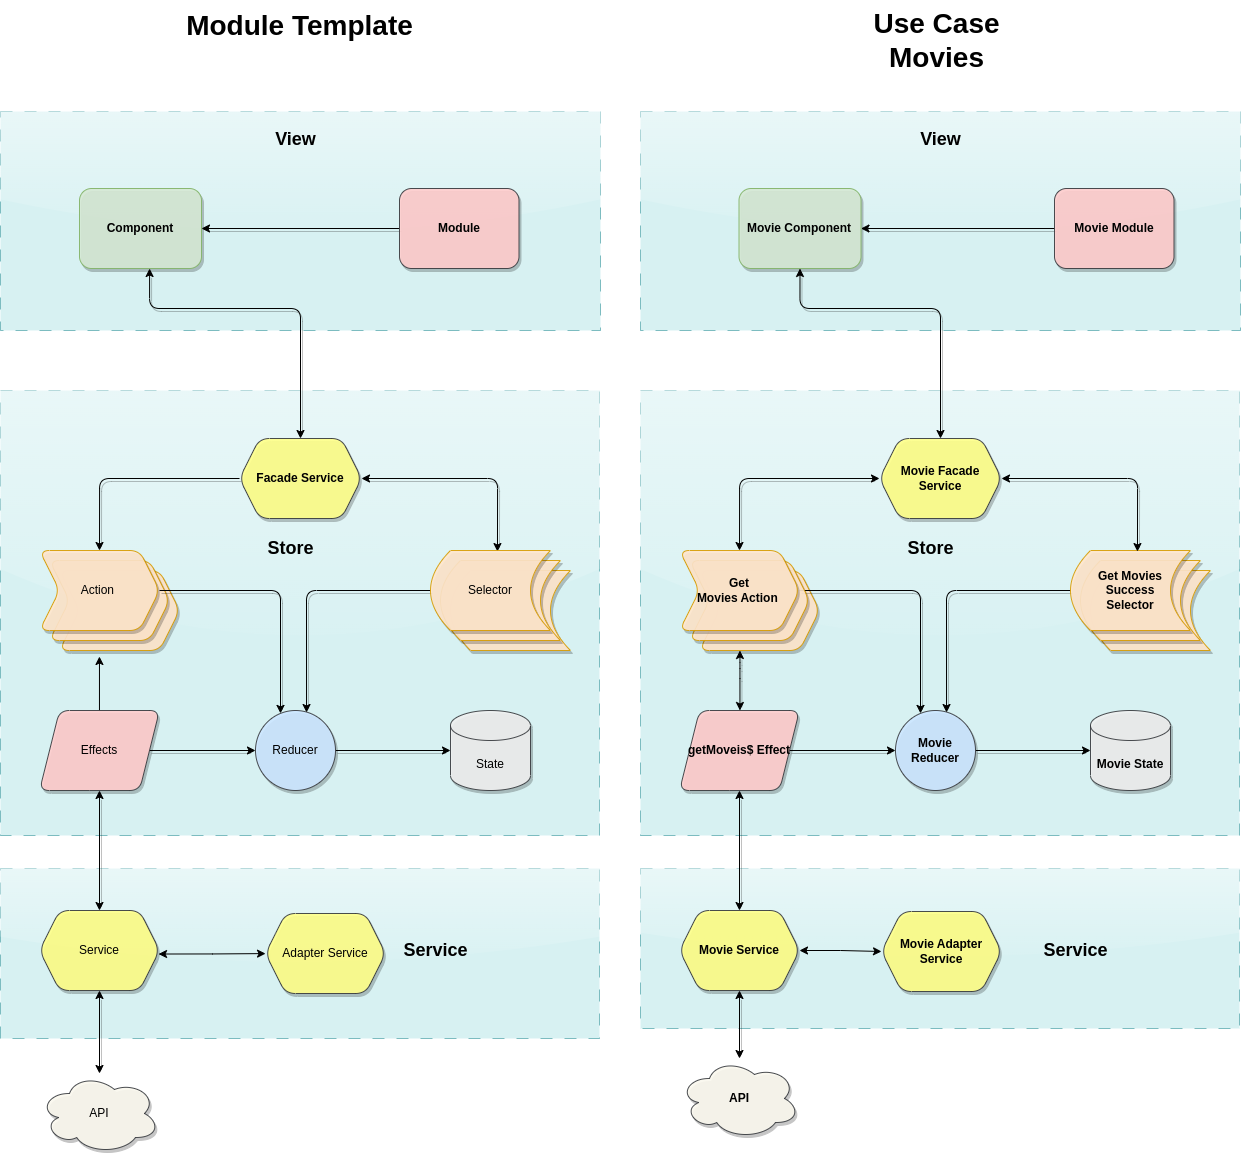 Module Template
View
Component
Module
Facade Service
Store
Action
Selector
Effects
Reducer
State
Service
Adapter Service
Service
API
Use Case
Movies
View
Movie Component
Movie Module
Movie Facade
Service
Store
Get
Movies Action
Get Movies
Success
Selector
getMoveis$ Effect
Movie
Reducer
Movie State
Movie Service
Movie Adapter
Service
Service
API